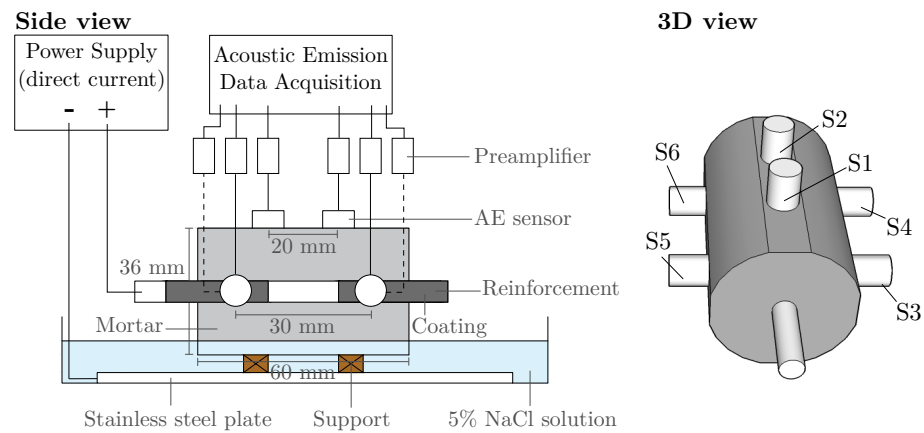 Side view
3D view
Power Supply
(direct current)
- +
Acoustic Emission
Data Acquisition
Preamplifier
AE sensor
20 mm
36 mm
Reinforcement
Mortar
30 mm
Coating
60 mm
Stainless steel plate
Support
5% NaCl solution
S2
S1
S6
S4
S5
S3